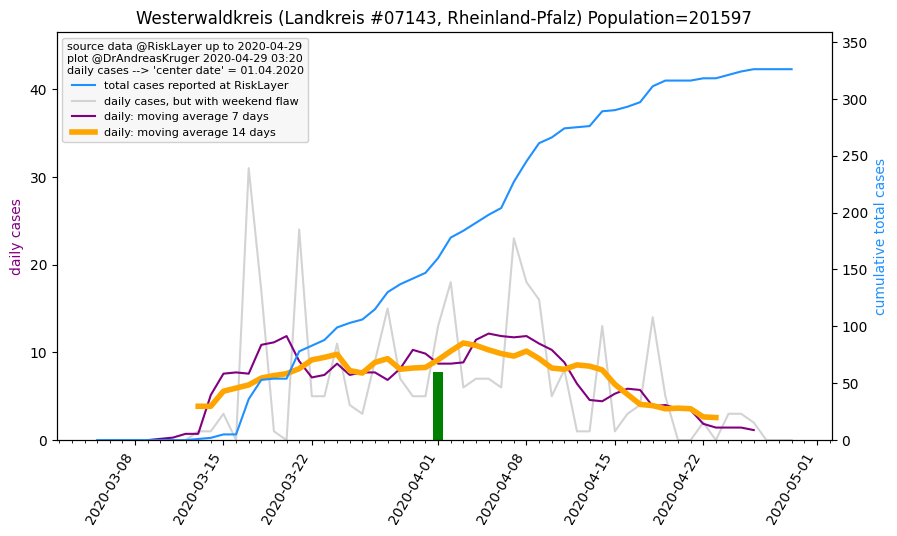 Westerwaldkreis (Landkreis #07143, Rheinland-Pfalz) Population=201597
source data @RiskLayer up to 2020-04-29
plot @DrAndreasKruger 2020-04-29 03:20
daily cases --> 'center date' = 01.04.2020
total cases reported at RiskLayer
daily cases, but with weekend flaw
daily: moving average 7 days
daily: moving average 14 days
daily cases
40
30
20
10
0
cumulative total cases
350
300
250
200
150
100
50
0
2020-03-08
2020-03-15
2020-03-22
2020-04-01
2020-04-08
2020-04-15
2020-04-22
2020-05-01